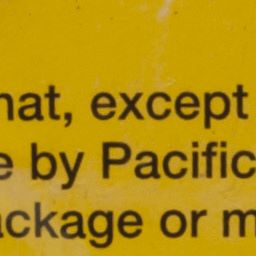 hat, except
e by Pacific
ackage or m